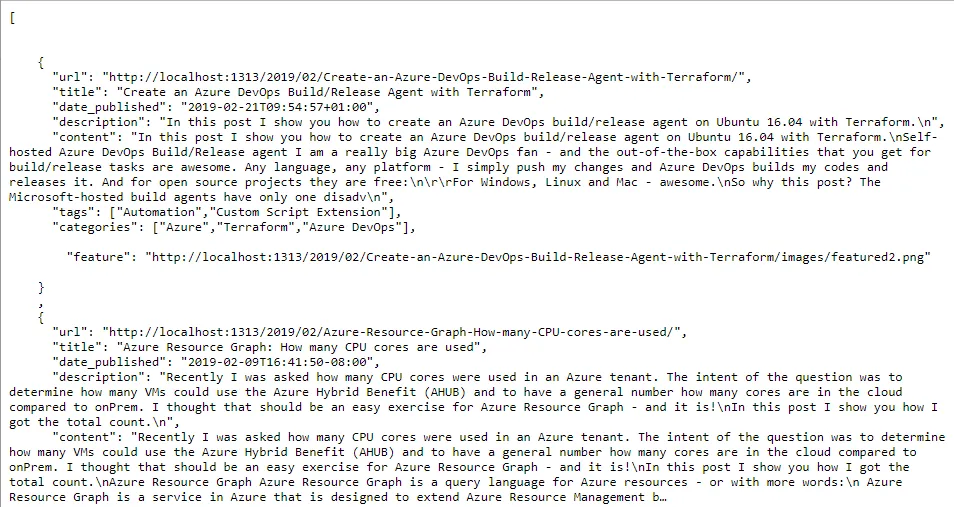 [
{
"url": "http://localhost:1313/2019/02/Create-an-Azure-DevOps-Build-Release-Agent-with-Terraform/",
"title": "Create an Azure DevOps Build/Release Agent with Terraform",
"date_published": "2019-02-21T09:54:57+01:00",
"description": "In this post I show you how to create an Azure DevOps build/release agent on Ubuntu 16.04 with Terraform.\n",
"content": "In this post I show you how to create an Azure DevOps build/release agent on Ubuntu 16.04 with Terraform.\nSelf-
hosted Azure DevOps Build/Release agent I am a really big Azure DevOps fan - and the out-of-the-box capabilities that you get for
build/release tasks are awesome. Any language, any platform - I simply push my changes and Azure DevOps builds my codes and
releases it. And for open source projects they are free:\n\r\rFor Windows, Linux and Mac - awesome.\nSo why this post? The
Microsoft-hosted build agents have only one disadv\n",
"tags": ["Automation","Custom Script Extension"],
"categories": ["Azure","Terraform","Azure DevOps"],
"feature": "http://localhost:1313/2019/02/Create-an-Azure-DevOps-Build-Release-Agent-with-Terraform/images/featured2.png"
}
,
{
"url": "http://localhost:1313/2019/02/Azure-Resource-Graph-How-many-CPU-cores-are-used/",
"title": "Azure Resource Graph: How many CPU cores are used",
"date_published": "2019-02-09T16:41:50-08:00",
"description": "Recently I was asked how many CPU cores were used in an Azure tenant. The intent of the question was to
determine how many VMs could use the Azure Hybrid Benefit (AHUB) and to have a general number how many cores are in the cloud
compared to onPrem. I thought that should be an easy exercise for Azure Resource Graph - and it is!\nIn this post I show you how I
got the total count.\n",
"content": "Recently I was asked how many CPU cores were used in an Azure tenant. The intent of the question was to determine
how many VMs could use the Azure Hybrid Benefit (AHUB) and to have a general number how many cores are in the cloud compared to
onPrem. I thought that should be an easy exercise for Azure Resource Graph - and it is!\nIn this post I show you how I got the
total count.\nAzure Resource Graph Azure Resource Graph is a query language for Azure resources - or with more words:\n Azure
Resource Graph is a service in Azure that is designed to extend Azure Resource Management b…